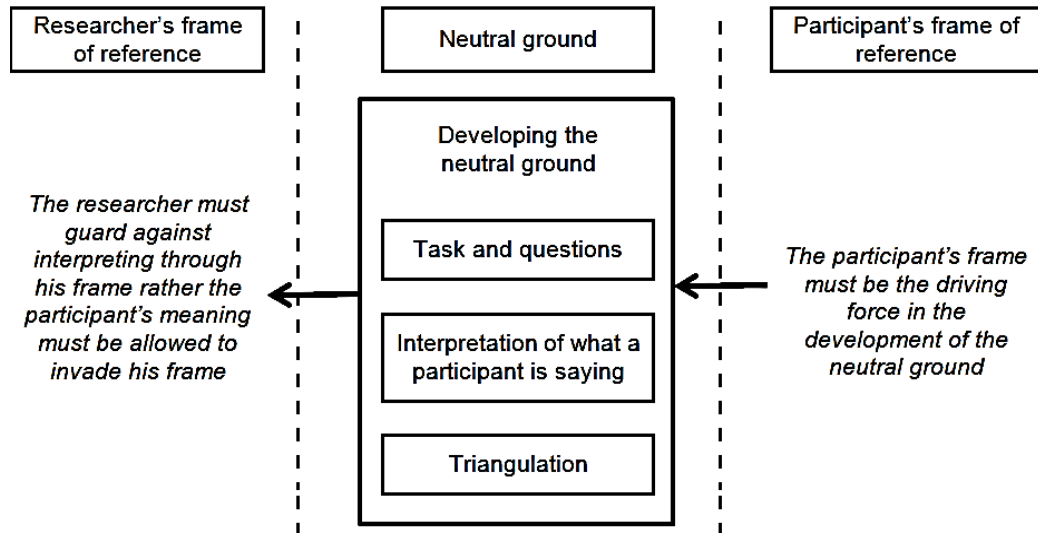 Researcher's frame
of reference
Neutral ground
Participant's frame of
reference
The researcher must
guard against
interpreting through
his frame rather the
participant's meaning
must be allowed to
invade his frame
Developing the
neutral ground
Task and questions
Interpretation of what a
participant is saying
Triangulation
The participant's frame
must be the driving
force in the
development of the
neutral ground